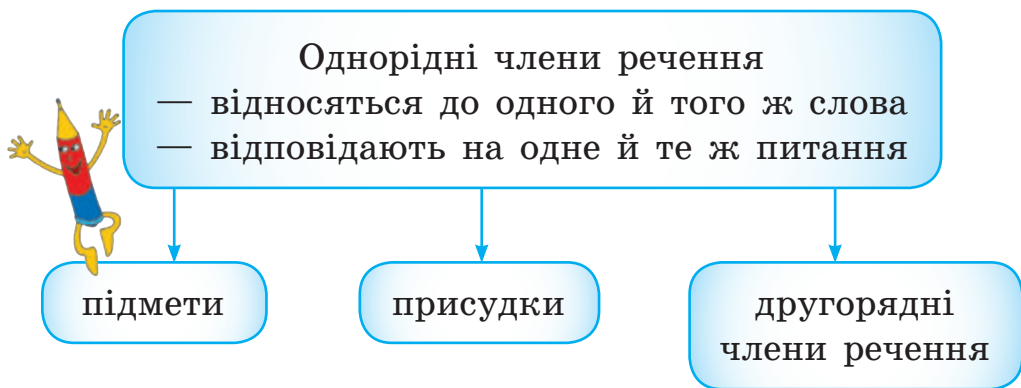 Однорідні члени речення
— відносяться до одного й того ж слова
— відповідають на одне й те ж питання
підмети
присудки
другорядні
члени речення